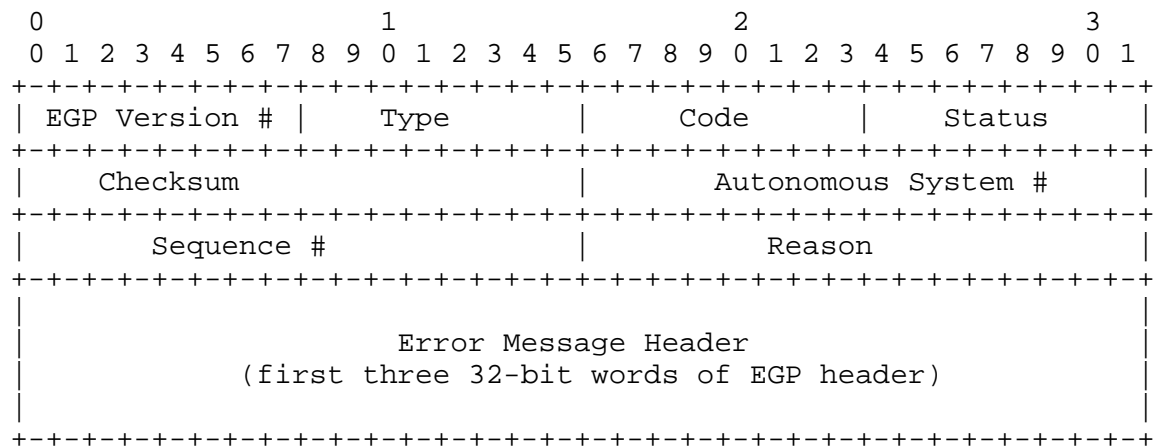 0                   1                   2                   3
 0 1 2 3 4 5 6 7 8 9 0 1 2 3 4 5 6 7 8 9 0 1 2 3 4 5 6 7 8 9 0 1
+-+-+-+-+-+-+-+-+-+-+-+-+-+-+-+-+-+-+-+-+-+-+-+-+-+-+-+-+-+-+-+-+
| EGP Version # |    Type       |     Code      |    Status     |
+-+-+-+-+-+-+-+-+-+-+-+-+-+-+-+-+-+-+-+-+-+-+-+-+-+-+-+-+-+-+-+-+
|    Checksum                   |       Autonomous System #     |
+-+-+-+-+-+-+-+-+-+-+-+-+-+-+-+-+-+-+-+-+-+-+-+-+-+-+-+-+-+-+-+-+
|       Sequence #              |          Reason               |
+-+-+-+-+-+-+-+-+-+-+-+-+-+-+-+-+-+-+-+-+-+-+-+-+-+-+-+-+-+-+-+-+
|                                                               |
|                     Error Message Header                      |
|            (first three 32-bit words of EGP header)           |
|                                                               |
+-+-+-+-+-+-+-+-+-+-+-+-+-+-+-+-+-+-+-+-+-+-+-+-+-+-+-+-+-+-+-+-+